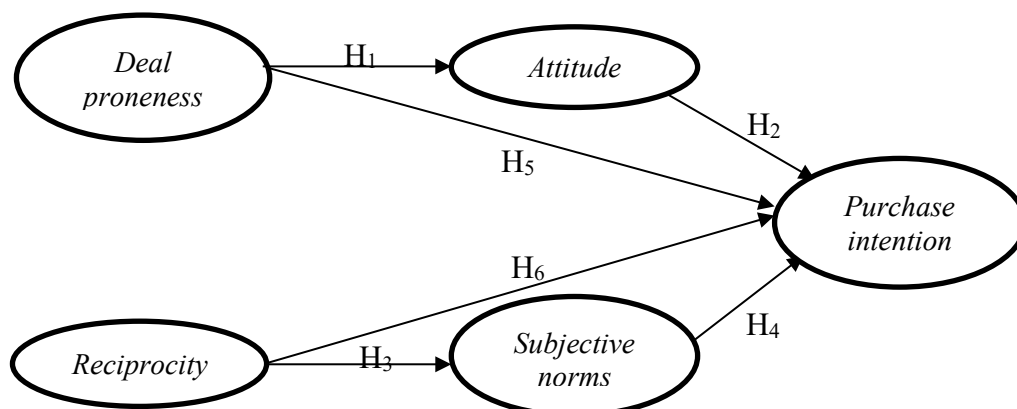 Deal
proneness
H₁
Attitude
H₂
H₅
Purchase
intention
H₆
Reciprocity
H₃
Subjective
norms
H₄